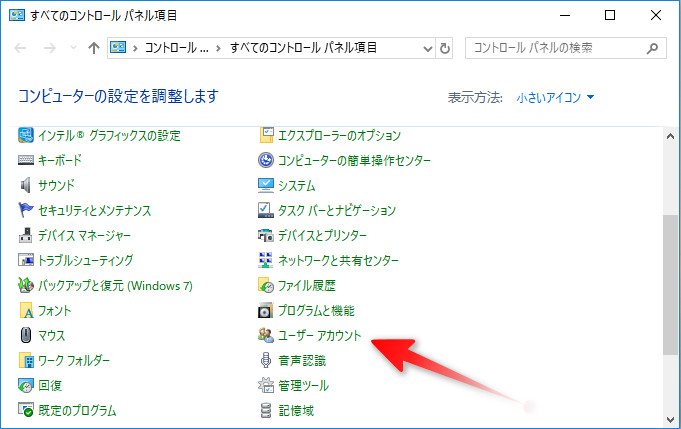 すべてのコントロール パネル項目
コントロール ... > すべてのコントロール パネル項目
コントロール パネルの検索
コンピューターの設定を調整します
表示方法: 小さいアイコン
インテル® グラフィックスの設定
エクスプローラーのオプション
キーボード
コンピューターの簡単操作センター
サウンド
システム
セキュリティとメンテナンス
タスク バーとナビゲーション
デバイス マネージャー
デバイスとプリンター
トラブルシューティング
ネットワークと共有センター
バックアップと復元 (Windows 7)
ファイル履歴
フォント
プログラムと機能
マウス
ユーザー アカウント
ワーク フォルダー
音声認識
回復
管理ツール
既定のプログラム
記憶域